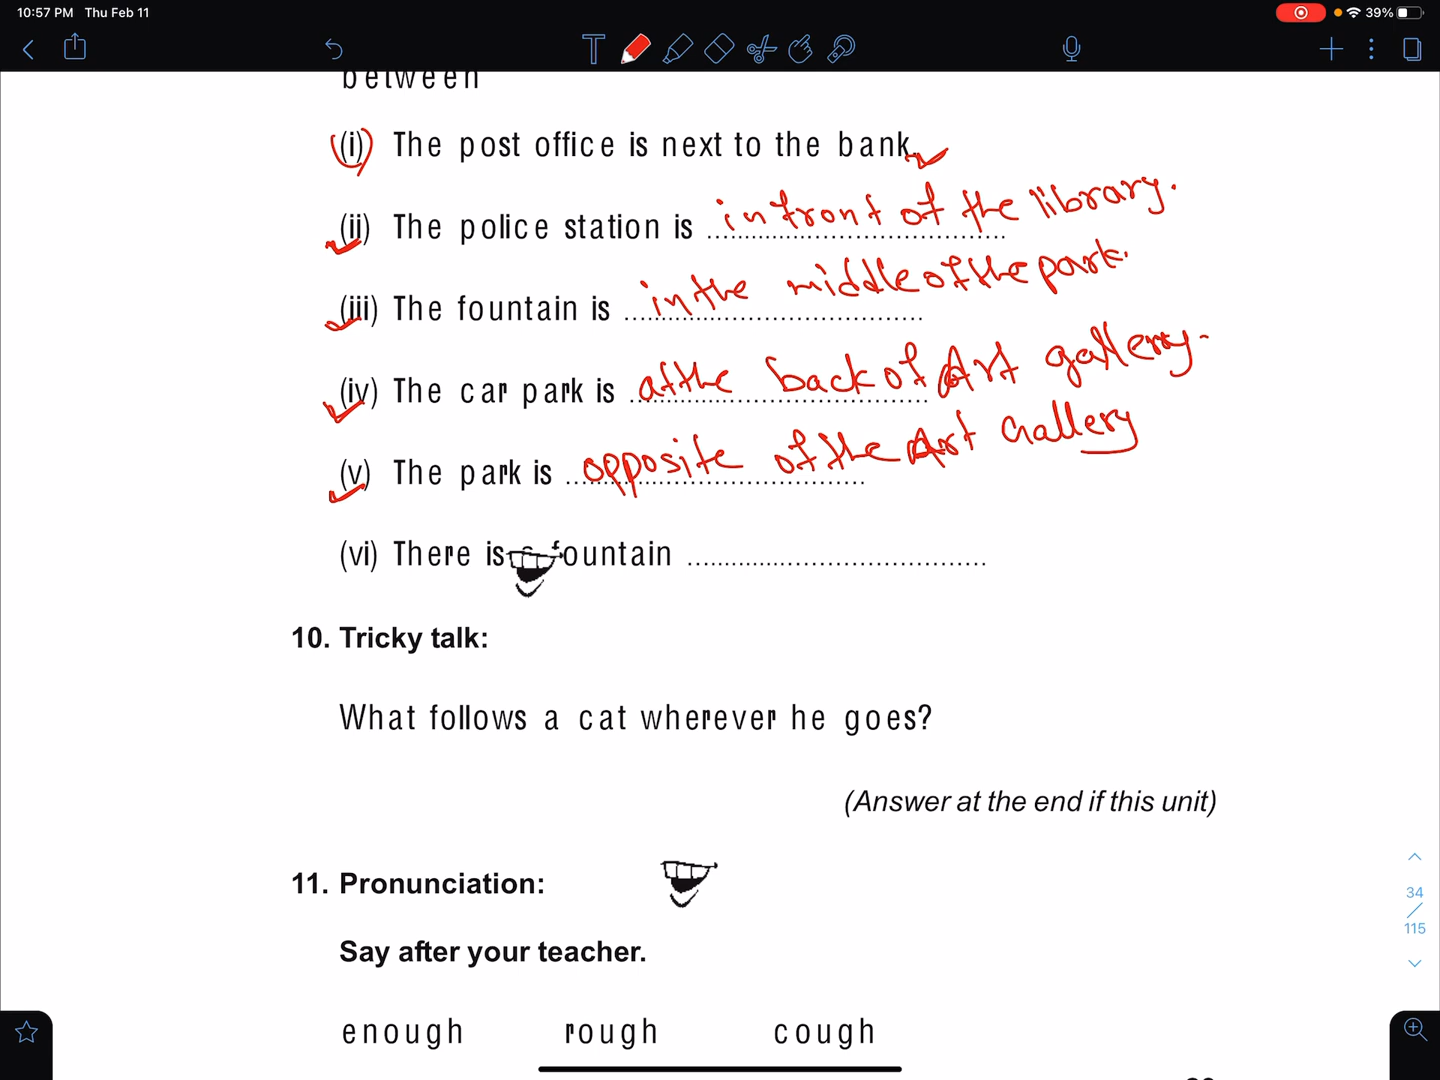 10:57 PM Thu Feb 11
39%
between
(i) The post office is next to the bank.
(ii) The police station is in front of the library.
(iii) The fountain is in the middle of the park.
(iv) The car park is at the back of Art gallery.
(v) The park is opposite of the Art Gallery
(vi) There is fountain
10. Tricky talk:
What follows a cat wherever he goes?
(Answer at the end if this unit)
11. Pronunciation:
34
/
115
Say after your teacher.
enough rough cough